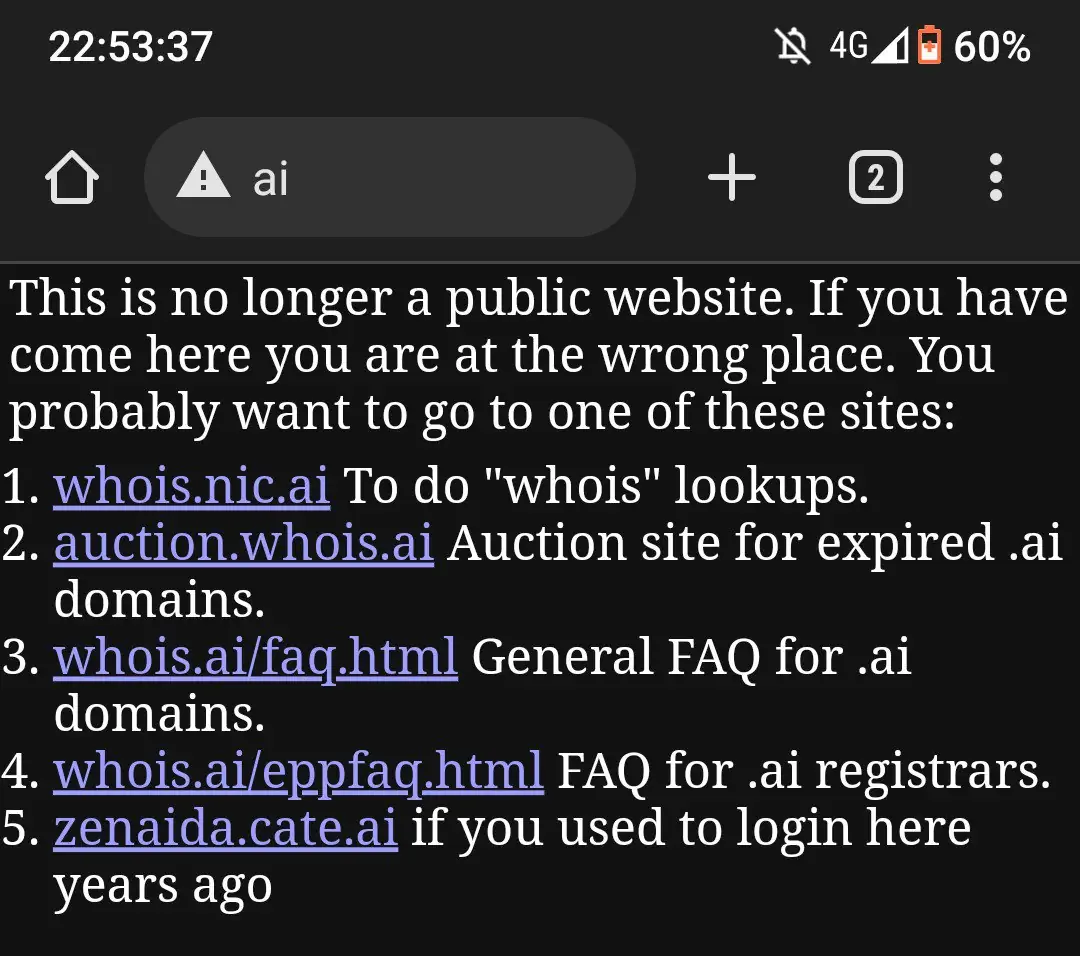 22:53:37 4G 60%
ai 2
This is no longer a public website. If you have
come here you are at the wrong place. You
probably want to go to one of these sites:
1. whois.nic.ai To do "whois" lookups.
2. auction.whois.ai Auction site for expired .ai
domains.
3. whois.ai/faq.html General FAQ for .ai
domains.
4. whois.ai/eppfaq.html FAQ for .ai registrars.
5. zenaida.cate.ai if you used to login here
years ago